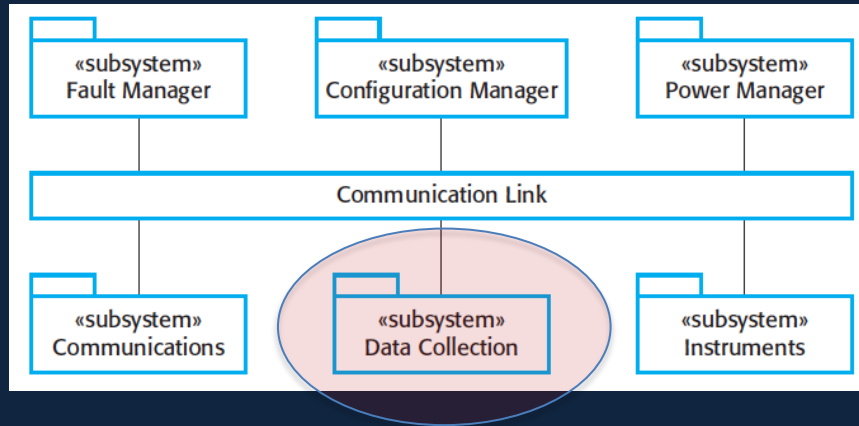 «subsystem»
Fault Manager
«subsystem»
Configuration Manager
«subsystem»
Power Manager
Communication Link
«subsystem»
Communications
«subsystem»
Data Collection
«subsystem»
Instruments